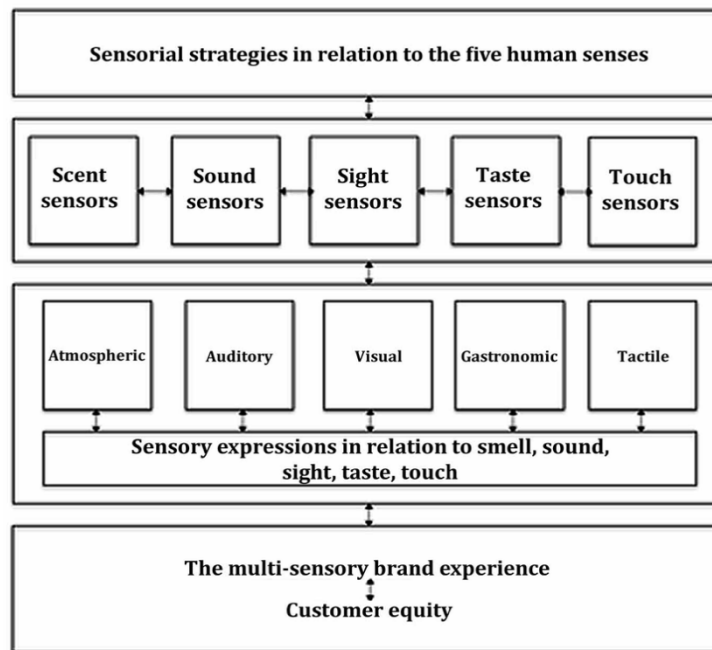 Sensorial strategies in relation to the five human senses
Scent
sensors
Sound
sensors
Sight
sensors
Taste
sensors
Touch
sensors
Atmospheric
Auditory
Visual
Gastronomic
Tactile
Sensory expressions in relation to smell, sound,
sight, taste, touch
The multi-sensory brand experience
Customer equity